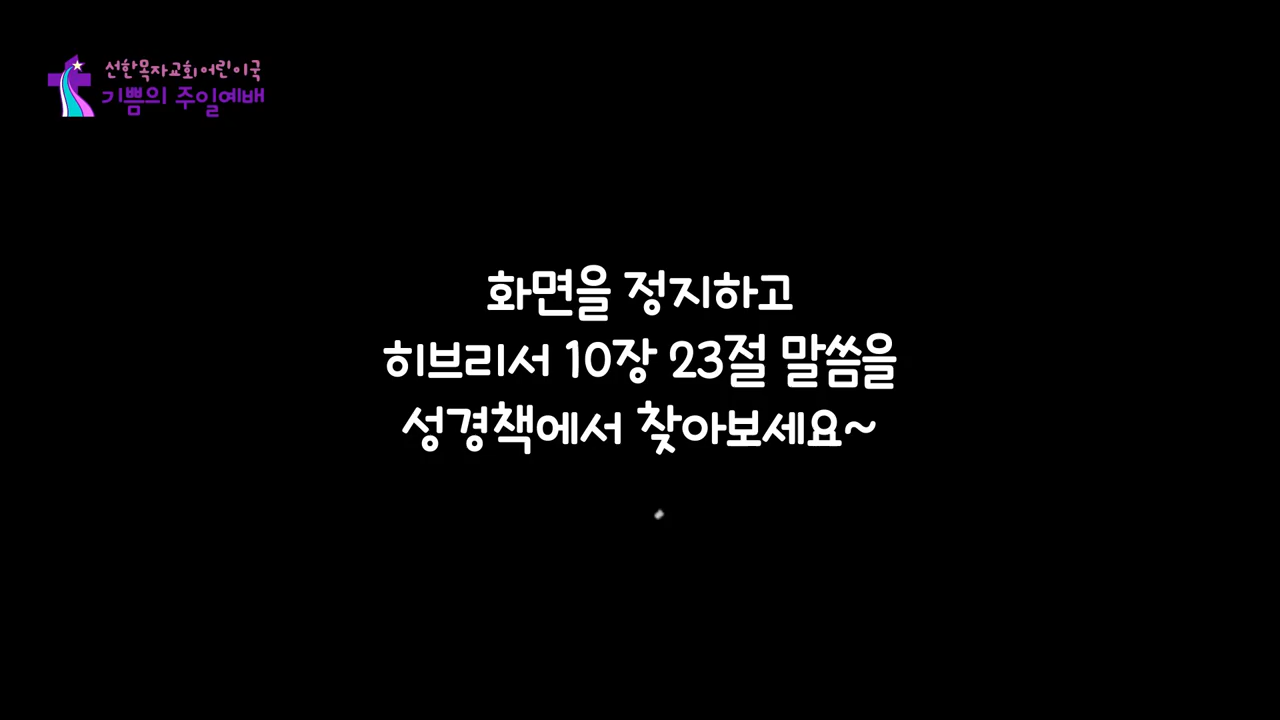 선한목자교회어린이국
기쁨의 주일예배
화면을 정지하고
히브리서 10장 23절 말씀을
성경책에서 찾아보세요~